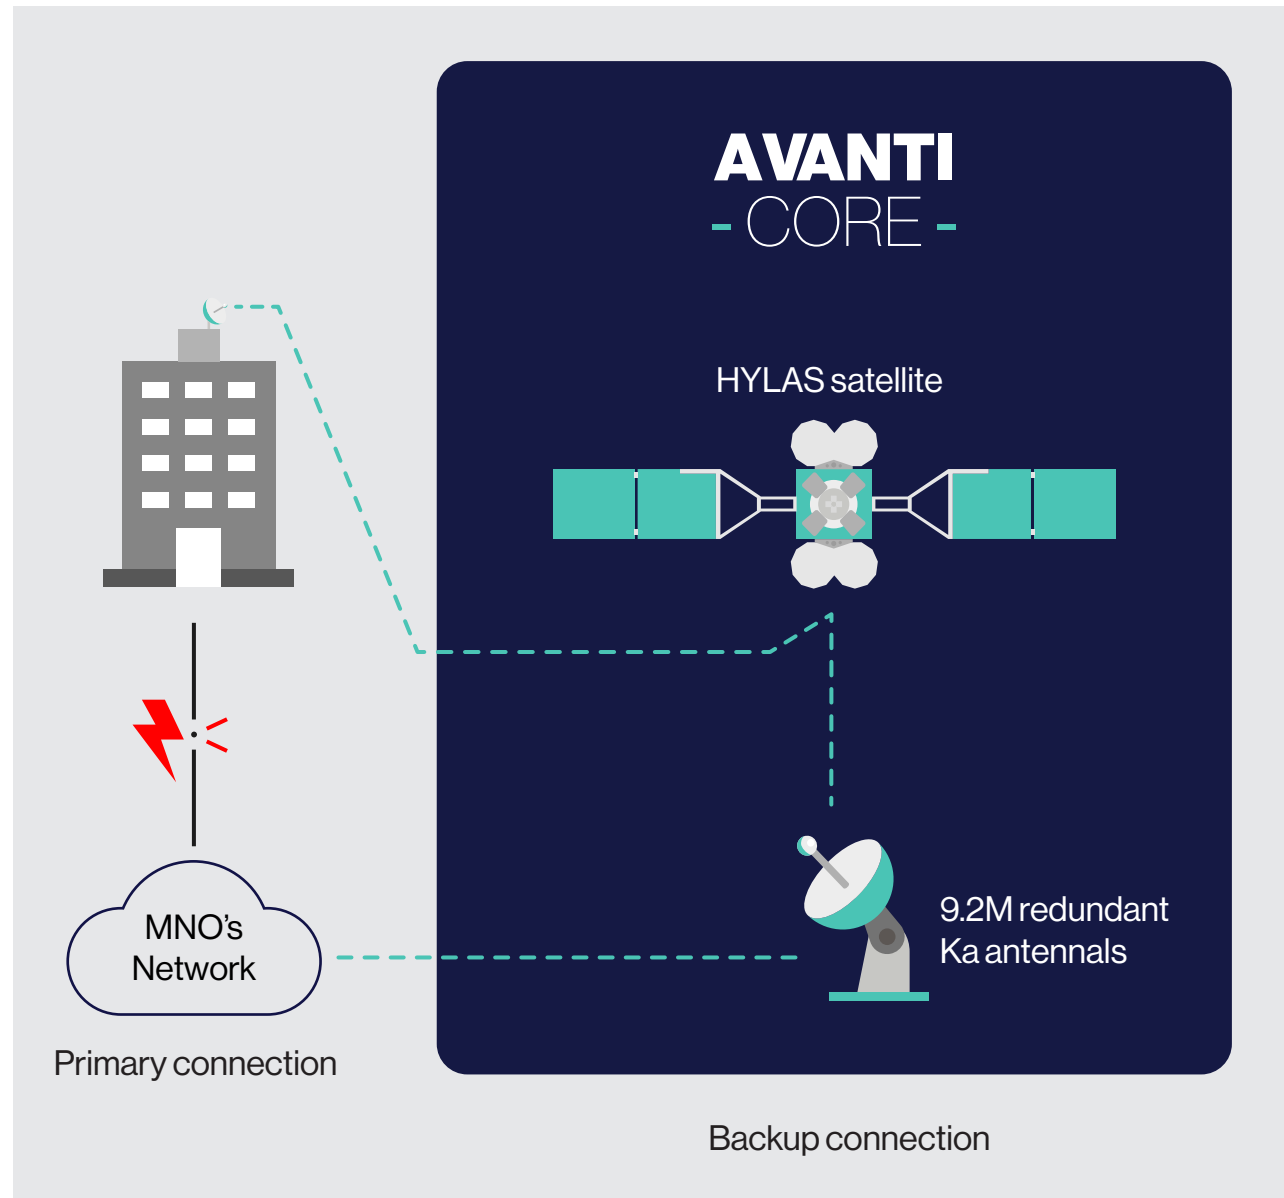 AVANTI
- CORE -
HYLAS satellite
9.2M redundant
Ka antennals
MNO's
Network
Primary connection
Backup connection